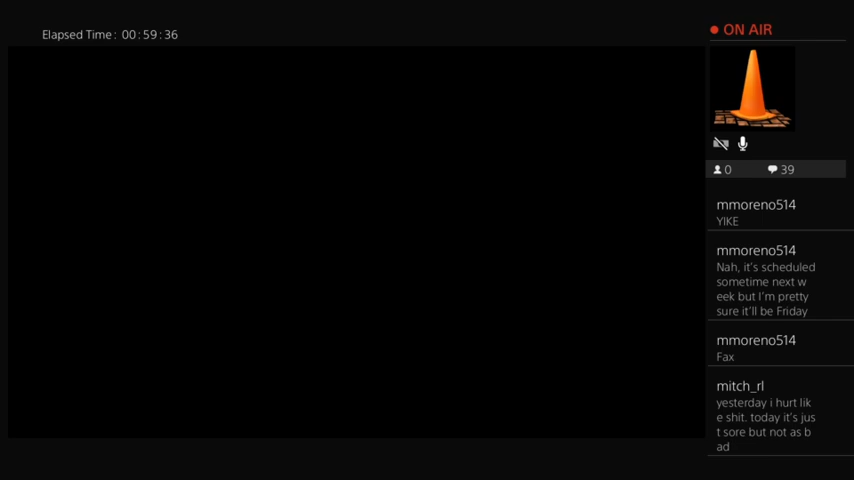 Elapsed Time: 00:59:36
ON AIR
0 39
mmoreno514
YIKE
mmoreno514
Nah, it's scheduled
sometime next w
eek but I'm pretty
sure it'll be Friday
mmoreno514
Fax
mitch_rl
yesterday i hurt lik
e shit. today it's jus
t sore but not as b
ad